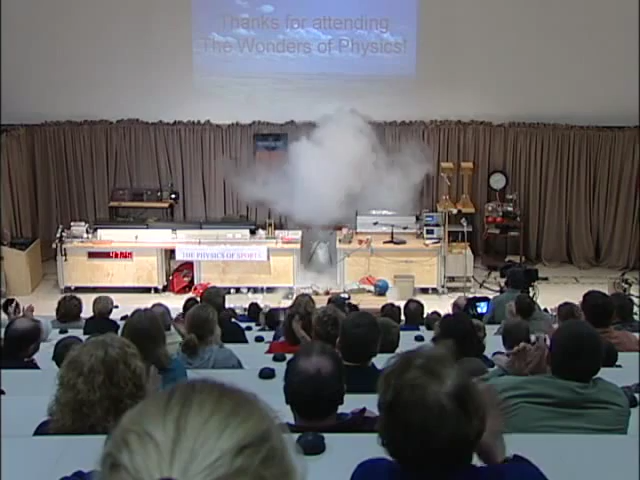 Thanks for attending
The Wonders of Physics!
THE PHYSICS OF SPORTS